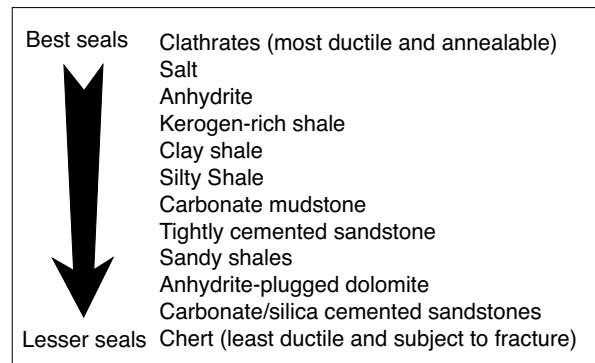 Best seals
Clathrates (most ductile and annealable)
Salt
Anhydrite
Kerogen-rich shale
Clay shale
Silty Shale
Carbonate mudstone
Tightly cemented sandstone
Sandy shales
Anhydrite-plugged dolomite
Carbonate/silica cemented sandstones
Lesser seals
Chert (least ductile and subject to fracture)